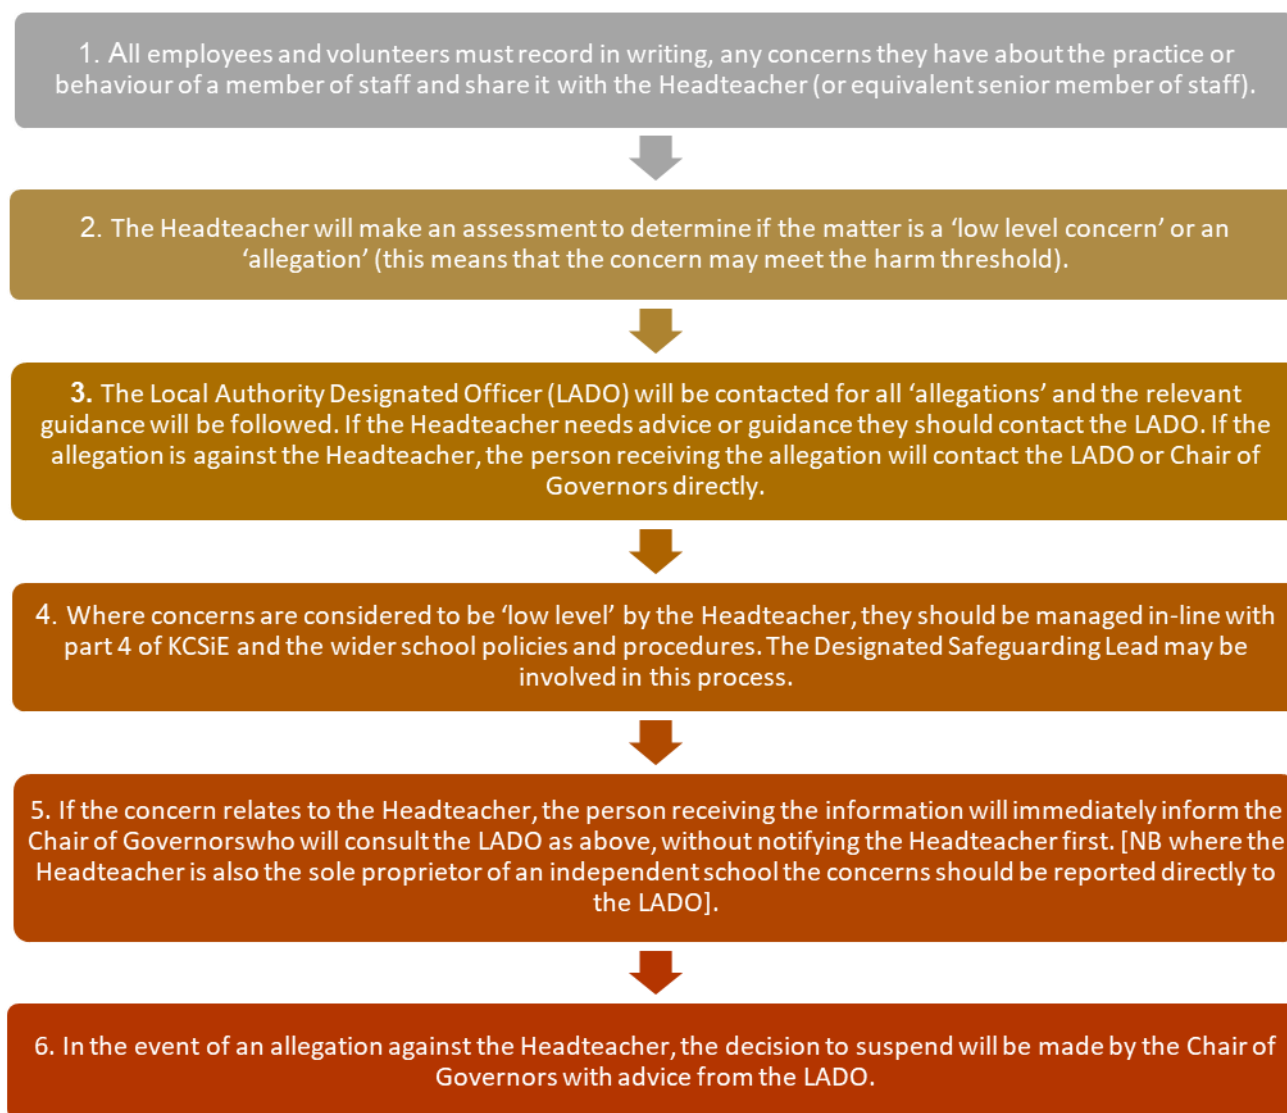 1. All employees and volunteers must record in writing, any concerns they have about the practice or
behaviour of a member of staff and share it with the Headteacher (or equivalent senior member of staff).
2. The Headteacher will make an assessment to determine if the matter is a ‘low level concern’ or an
‘allegation’ (this means that the concern may meet the harm threshold).
3. The Local Authority Designated Officer (LADO) will be contacted for all ‘allegations’ and the relevant
guidance will be followed. If the Headteacher needs advice or guidance they should contact the LADO. If the
allegation is against the Headteacher, the person receiving the allegation will contact the LADO or Chair of
Governors directly.
4. Where concerns are considered to be ‘low level’ by the Headteacher, they should be managed in-line with
part 4 of KCSiE and the wider school policies and procedures. The Designated Safeguarding Lead may be
involved in this process.
5. If the concern relates to the Headteacher, the person receiving the information will immediately inform the
Chair of Governorswho will consult the LADO as above, without notifying the Headteacher first. [NB where the
Headteacher is also the sole proprietor of an independent school the concerns should be reported directly to
the LADO].
6. In the event of an allegation against the Headteacher, the decision to suspend will be made by the Chair of
Governors with advice from the LADO.